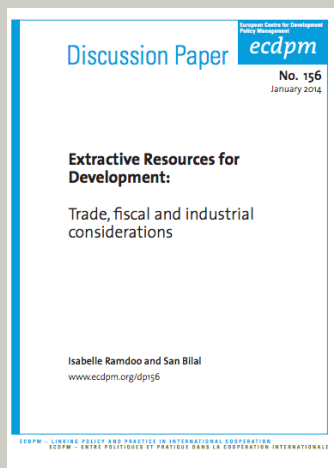 European Centre for Development
Policy Management
Discussion Paper
ecdpm
No. 156
January 2014
Extractive Resources for
Development:
Trade, fiscal and industrial
considerations
Isabelle Ramdoo and San Bilal
www.ecdpm.org/dp156
ECDPM – LINKING POLICY AND PRACTICE IN INTERNATIONAL COOPERATION
ECDPM – ENTRE POLITIQUES ET PRATIQUE DANS LA COOPÉRATION INTERNATIONALE